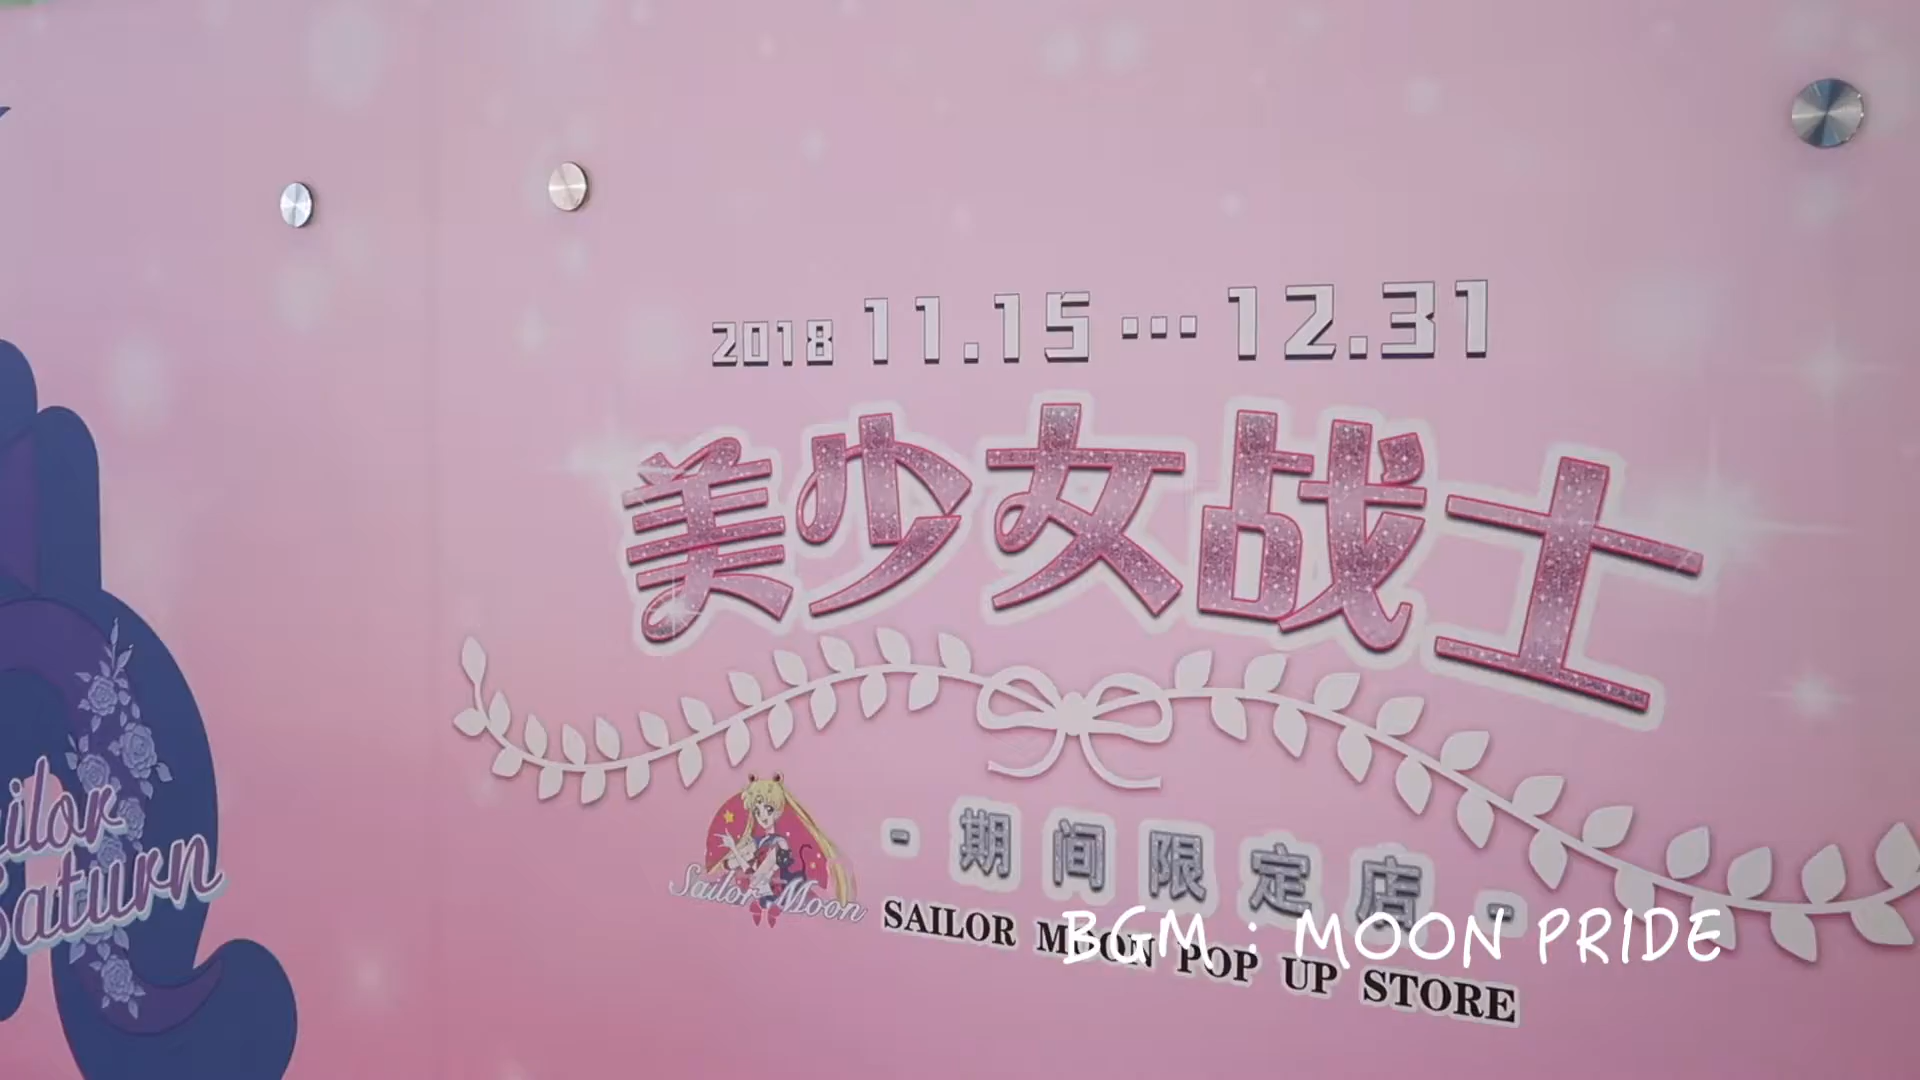 2018 11.15···12.31
美少女战士
- 期间限定店 -
Sailor Moon
SAILOR MOON POP UP STORE
BGM : MOON PRIDE
Saturn